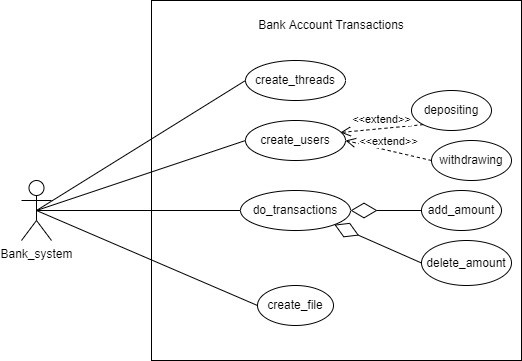 Bank Account Transactions
create_threads
depositing
<<extend>>
create_users
<<extend>>
withdrawing
do_transactions
add_amount
Bank_system
delete_amount
create_file